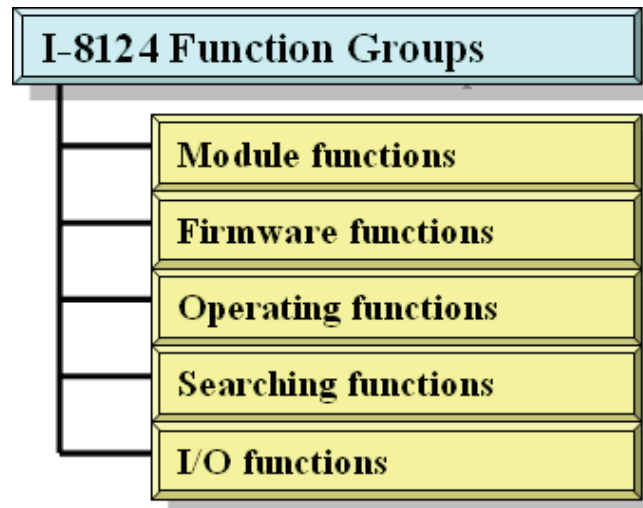 I-8124 Function Groups
Module functions
Firmware functions
Operating functions
Searching functions
I/O functions